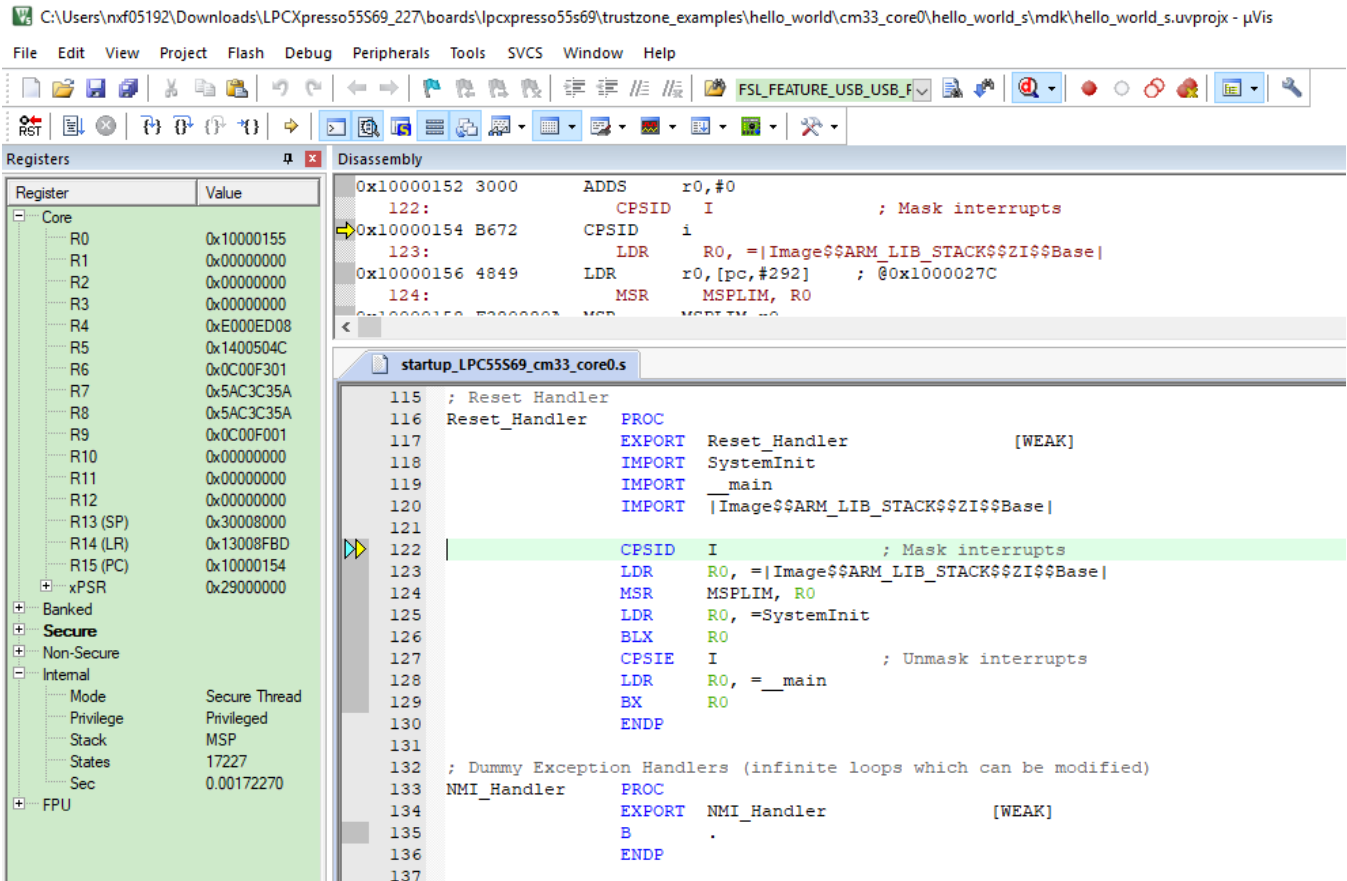 C:\Users\nxf05192\Downloads\LPCXpresso55S69_227\boards\lpcxpresso55s69\trustzone_examples\hello_world\cm33_core0\hello_world_s\mdk\hello_world_s.uvprojx - µVis
File Edit View Project Flash Debug Peripherals Tools SVCS Window Help
FSL_FEATURE_USB_USB_F
RST
Registers
Register Value
Core
R0 0x10000155
R1 0x00000000
R2 0x00000000
R3 0x00000000
R4 0xE000ED08
R5 0x1400504C
R6 0x0C00F301
R7 0x5AC3C35A
R8 0x5AC3C35A
R9 0x0C00F001
R10 0x00000000
R11 0x00000000
R12 0x00000000
R13 (SP) 0x30008000
R14 (LR) 0x13008FBD
R15 (PC) 0x10000154
xPSR 0x29000000
Banked
Secure
Non-Secure
Internal
Mode Secure Thread
Privilege Privileged
Stack MSP
States 17227
Sec 0.00172270
FPU
Disassembly
0x10000152 3000 ADDS r0,#0
122: CPSID I ; Mask interrupts
0x10000154 B672 CPSID i
123: LDR R0, =|Image$$ARM_LIB_STACK$$ZI$$Base|
0x10000156 4849 LDR r0,[pc,#292] ; @0x1000027C
124: MSR MSPLIM, R0
startup_LPC55S69_cm33_core0.s
115 ; Reset Handler
116 Reset_Handler PROC
117 EXPORT Reset_Handler [WEAK]
118 IMPORT SystemInit
119 IMPORT __main
120 IMPORT |Image$$ARM_LIB_STACK$$ZI$$Base|
121
122 CPSID I ; Mask interrupts
123 LDR R0, =|Image$$ARM_LIB_STACK$$ZI$$Base|
124 MSR MSPLIM, R0
125 LDR R0, =SystemInit
126 BLX R0
127 CPSIE I ; Unmask interrupts
128 LDR R0, =__main
129 BX R0
130 ENDP
131
132 ; Dummy Exception Handlers (infinite loops which can be modified)
133 NMI_Handler PROC
134 EXPORT NMI_Handler [WEAK]
135 B .
136 ENDP
137